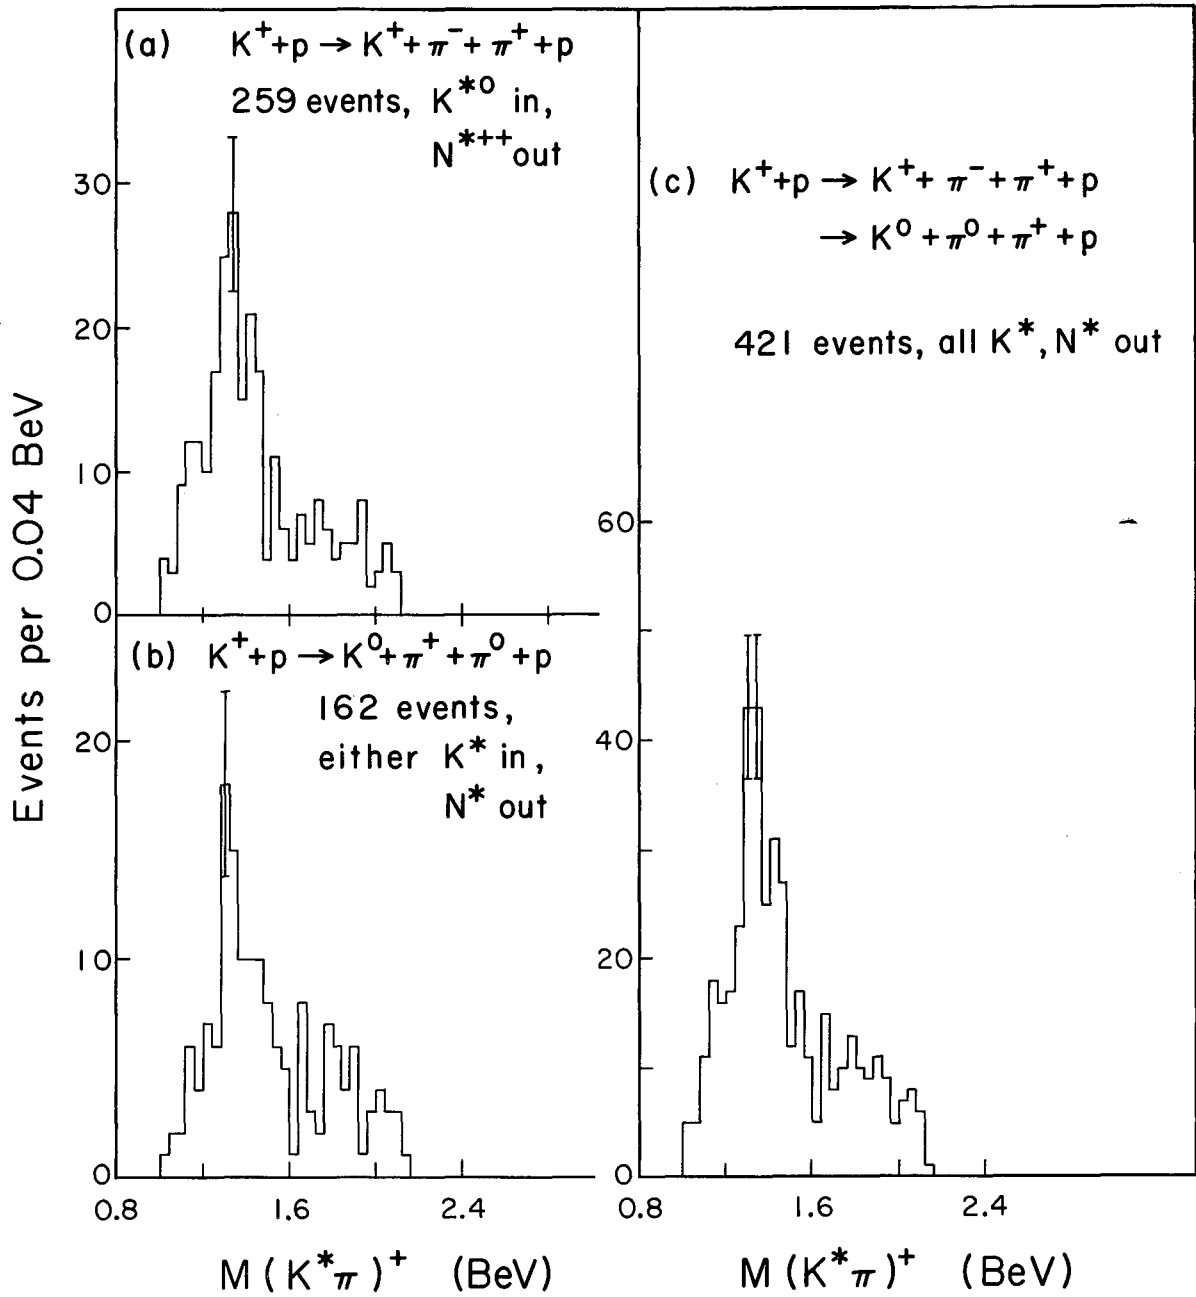 (a) K⁺+p → K⁺+π⁻+π⁺+p
259 events, K*⁰ in,
N*⁺⁺ out
30
20
10
0
(b) K⁺+p → K⁰+π⁺+π⁰+p
162 events,
either K* in,
N* out
20
10
0
0.8 1.6 2.4
M(K*π)⁺ (BeV)
Events per 0.04 BeV
(c) K⁺+p → K⁺+π⁻+π⁺+p
→ K⁰+π⁰+π⁺+p
421 events, all K*, N* out
60
40
20
0
0.8 1.6 2.4
M(K*π)⁺ (BeV)